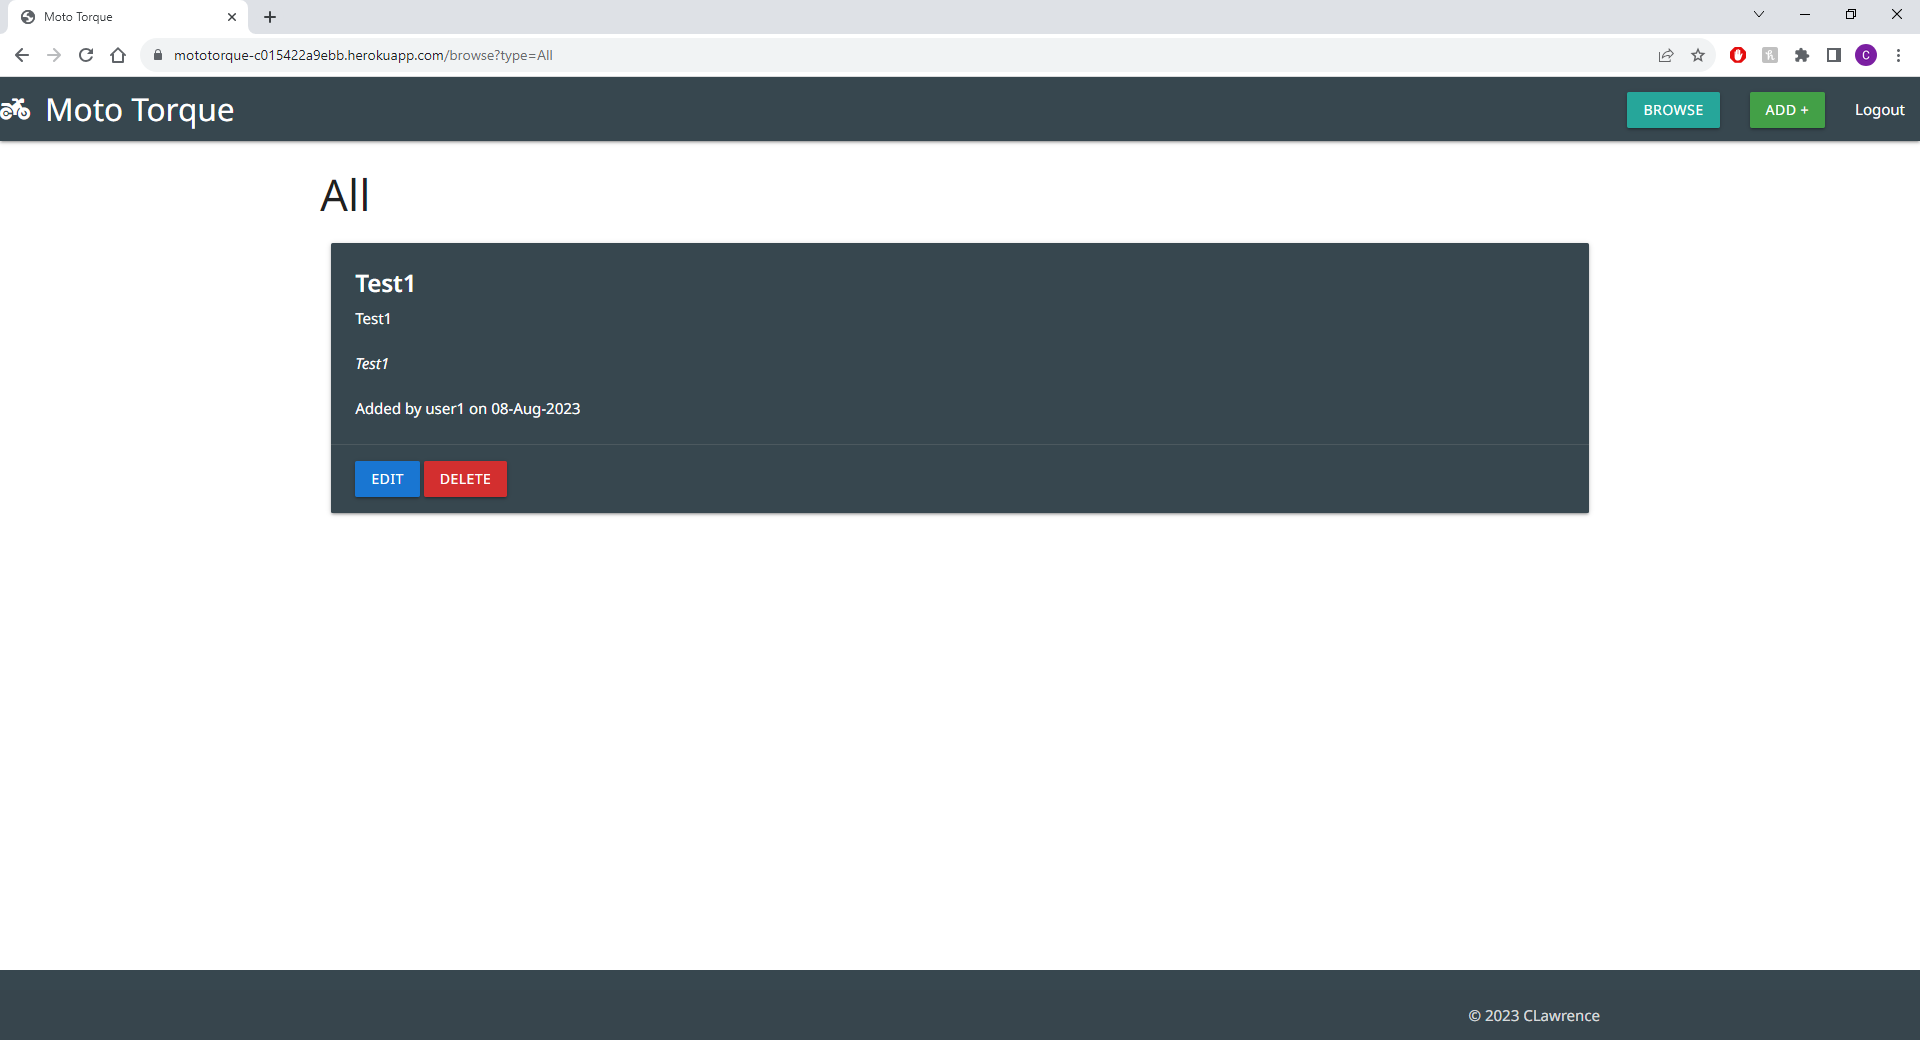 Moto Torque
mototorque-c015422a9ebb.herokuapp.com/browse?type=All
C
Moto Torque
BROWSE
ADD +
Logout
All
Test1
Test1
Test1
Added by user1 on 08-Aug-2023
EDIT
DELETE
© 2023 CLawrence